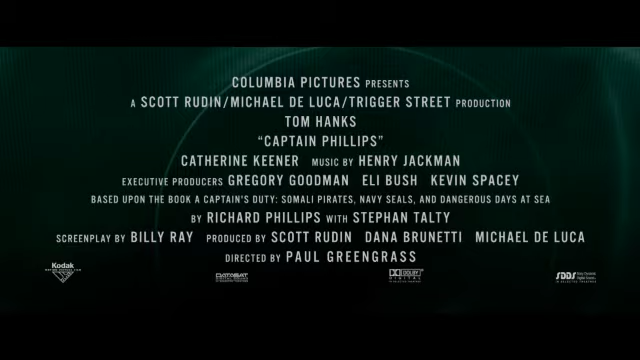 COLUMBIA PICTURES PRESENTS
A SCOTT RUDIN/MICHAEL DE LUCA/TRIGGER STREET PRODUCTION
TOM HANKS
"CAPTAIN PHILLIPS"
CATHERINE KEENER MUSIC BY HENRY JACKMAN
EXECUTIVE PRODUCERS GREGORY GOODMAN ELI BUSH KEVIN SPACEY
BASED UPON THE BOOK A CAPTAIN'S DUTY: SOMALI PIRATES, NAVY SEALS, AND DANGEROUS DAYS AT SEA
BY RICHARD PHILLIPS WITH STEPHAN TALTY
SCREENPLAY BY BILLY RAY PRODUCED BY SCOTT RUDIN DANA BRUNETTI MICHAEL DE LUCA
DIRECTED BY PAUL GREENGRASS
Kodak
DATASAT
DOLBY
DIGITAL
SDDS